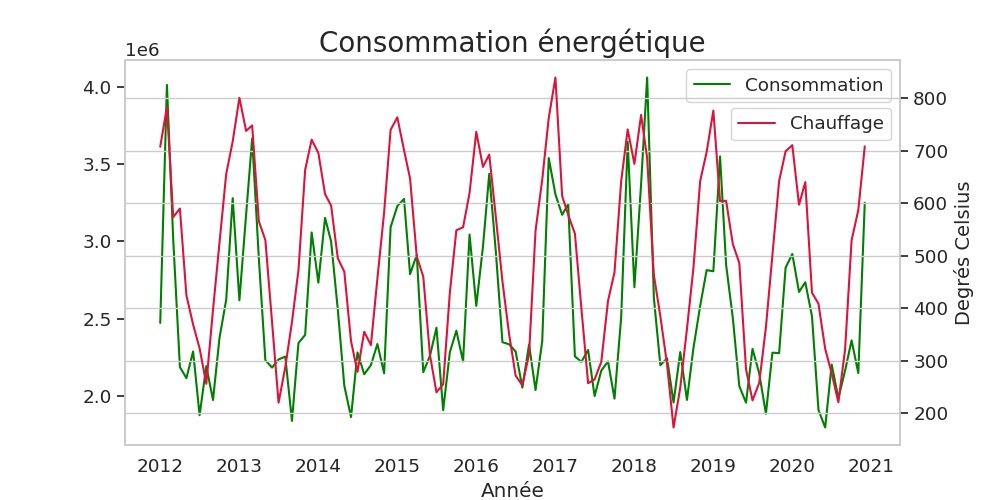 Consommation énergétique
1e6
4.0
3.5
3.0
2.5
2.0
Consommation
Chauffage
800
700
600
500
400
300
200
Degrés Celsius
2012 2013 2014 2015 2016 2017 2018 2019 2020 2021
Année